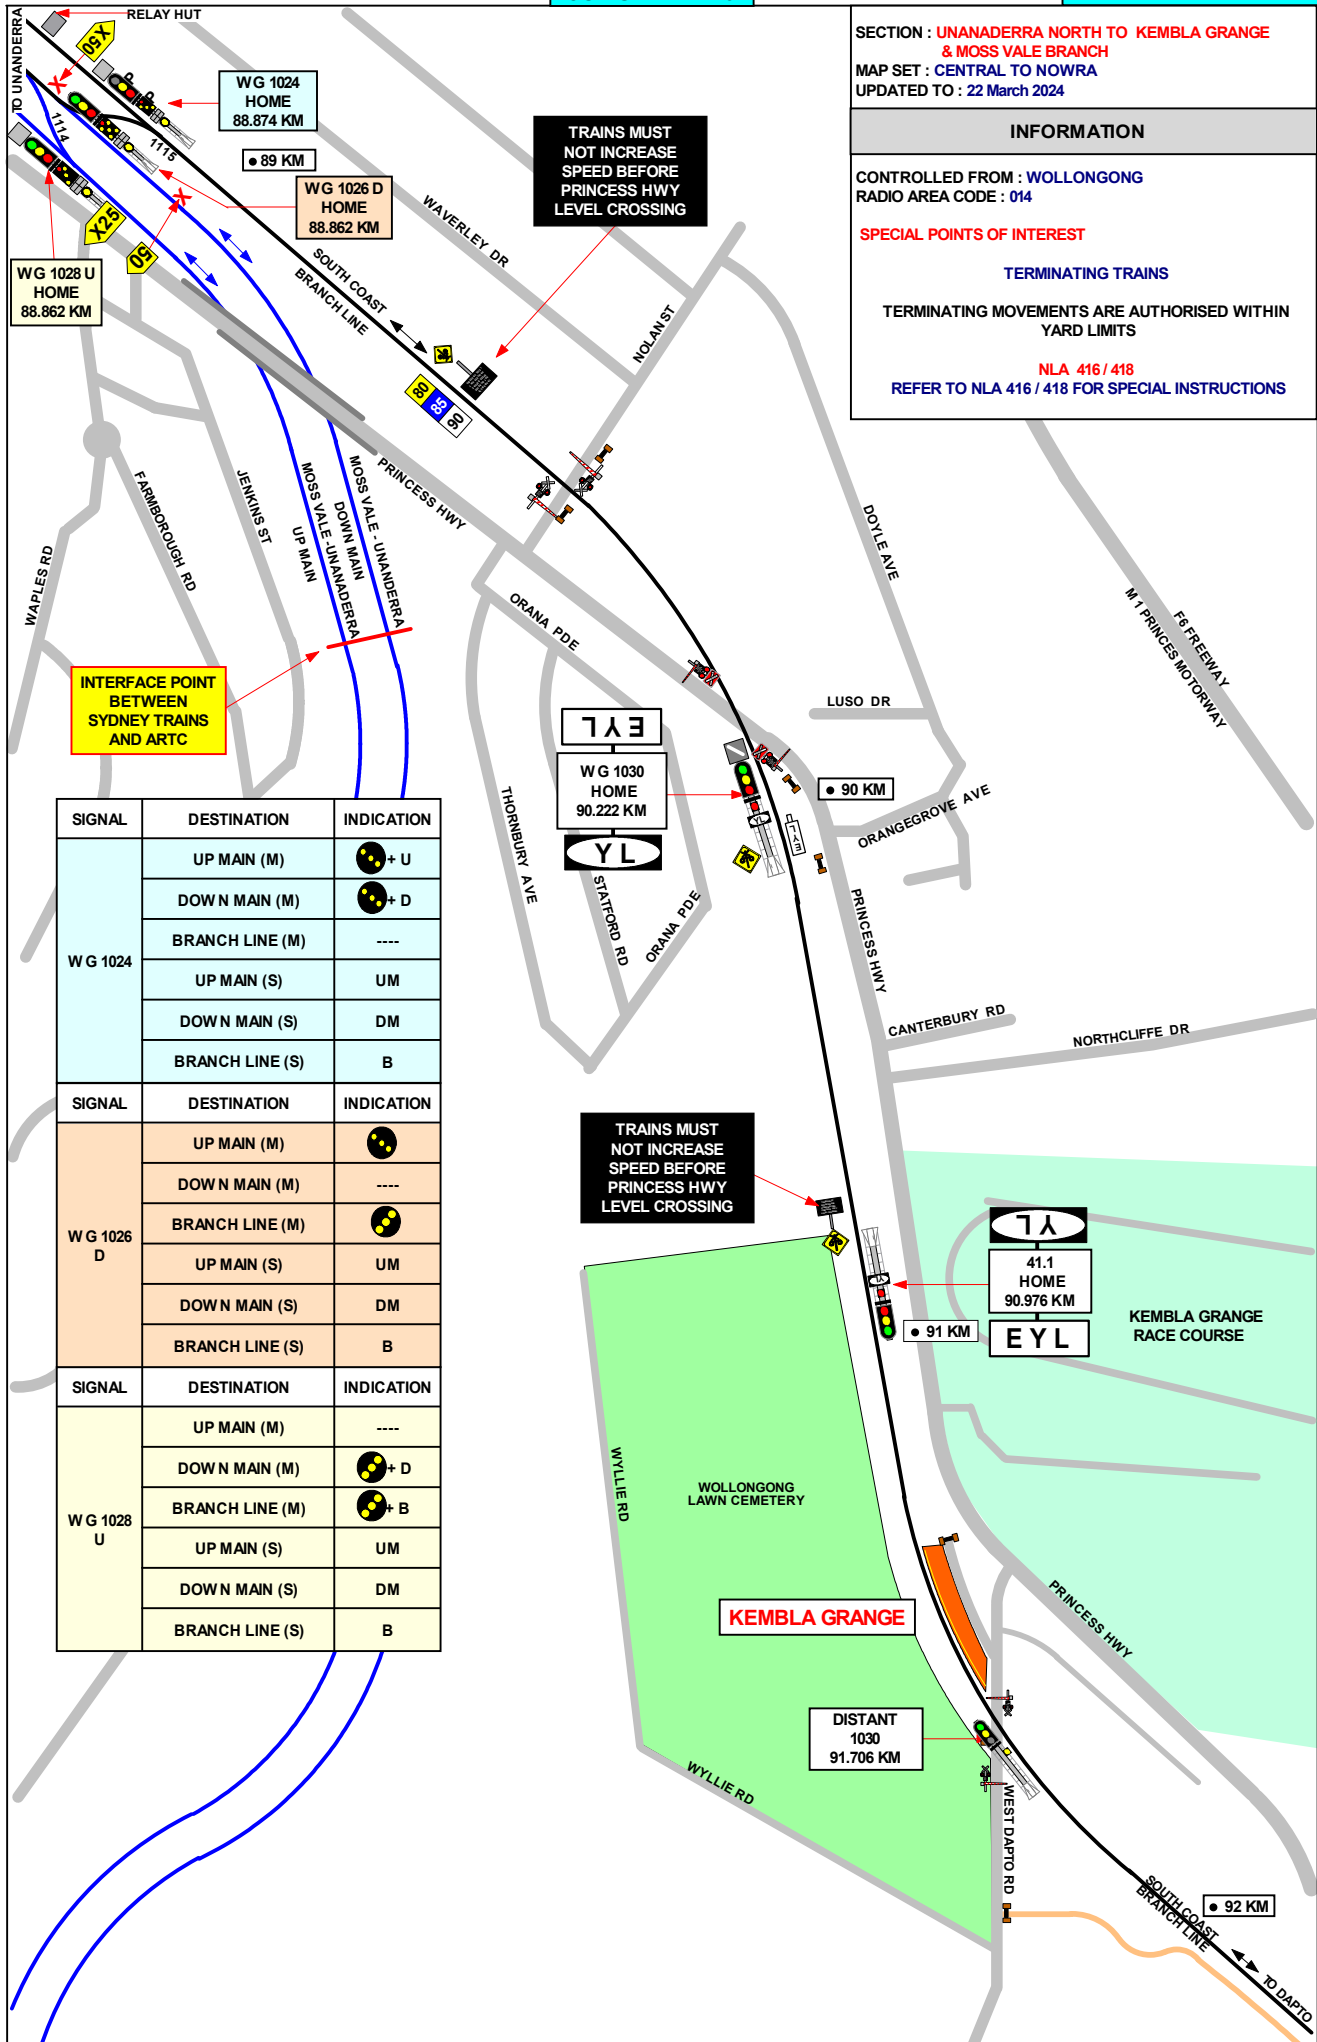 SECTION : UNANADERRA NORTH TO KEMBLA GRANGE
& MOSS VALE BRANCH
MAP SET : CENTRAL TO NOWRA
UPDATED TO : 22 March 2024
INFORMATION
CONTROLLED FROM : WOLLONGONG
RADIO AREA CODE : 014
SPECIAL POINTS OF INTEREST
TERMINATING TRAINS
TERMINATING MOVEMENTS ARE AUTHORISED WITHIN
YARD LIMITS
NLA 416 / 418
REFER TO NLA 416 / 418 FOR SPECIAL INSTRUCTIONS
TO UNANDERRA
RELAY HUT
X50
WG 1024
HOME
88.874 KM
1114
1115
89 KM
WG 1026 D
HOME
88.862 KM
X25
50
WG 1028 U
HOME
88.862 KM
TRAINS MUST
NOT INCREASE
SPEED BEFORE
PRINCESS HWY
LEVEL CROSSING
WAVERLEY DR
SOUTH COAST
BRANCH LINE
NOLAN ST
80
85
90
FARMBOROUGH RD
JENKINS ST
WAPLES RD
MOSS VALE - UNANDERRA
DOWN MAIN
MOSS VALE -UNANADERRA
UP MAIN
PRINCESS HWY
DOYLE AVE
F6 FREEWAY
M 1 PRINCES MOTORWAY
ORANA PDE
INTERFACE POINT
BETWEEN
SYDNEY TRAINS
AND ARTC
LUSO DR
EYL
WG 1030
HOME
90.222 KM
YL
YL
EYL
90 KM
ORANGEGROVE AVE
THORNBURY AVE
STATFORD RD
ORANA PDE
PRINCESS HWY
CANTERBURY RD
NORTHCLIFFE DR
SIGNAL DESTINATION INDICATION
WG 1024
UP MAIN (M) + U
DOWN MAIN (M) + D
BRANCH LINE (M) ----
UP MAIN (S) UM
DOWN MAIN (S) DM
BRANCH LINE (S) B
SIGNAL DESTINATION INDICATION
WG 1026
D
UP MAIN (M)
DOWN MAIN (M) ----
BRANCH LINE (M)
UP MAIN (S) UM
DOWN MAIN (S) DM
BRANCH LINE (S) B
SIGNAL DESTINATION INDICATION
WG 1028
U
UP MAIN (M) ----
DOWN MAIN (M) + D
BRANCH LINE (M) + B
UP MAIN (S) UM
DOWN MAIN (S) DM
BRANCH LINE (S) B
TRAINS MUST
NOT INCREASE
SPEED BEFORE
PRINCESS HWY
LEVEL CROSSING
YL
41.1
HOME
90.976 KM
EYL
91 KM
KEMBLA GRANGE
RACE COURSE
WYLLIE RD
WOLLONGONG
LAWN CEMETERY
KEMBLA GRANGE
PRINCESS HWY
DISTANT
1030
91.706 KM
WYLLIE RD
WEST DAPTO RD
SOUTH COAST
BRANCH LINE
92 KM
TO DAPTO